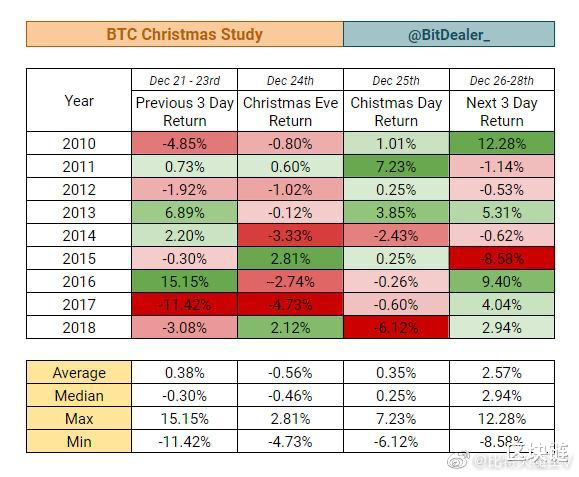 BTC Christmas Study @BitDealer_
Dec 21 - 23rd Dec 24th Dec 25th Dec 26-28th
Year Previous 3 Day Return Christmas Eve Return Chistmas Day Return Next 3 Day Return
2010 -4.85% -0.80% 1.01% 12.28%
2011 0.73% 0.60% 7.23% -1.14%
2012 -1.92% -1.02% 0.25% -0.53%
2013 6.89% -0.12% 3.85% 5.31%
2014 2.20% -3.33% -2.43% -0.62%
2015 -0.30% 2.81% 0.25% -8.58%
2016 15.15% --2.74% -0.26% 9.40%
2017 -11.42% -4.73% -0.60% 4.04%
2018 -3.08% 2.12% -6.12% 2.94%
Average 0.38% -0.56% 0.35% 2.57%
Median -0.30% -0.46% 0.25% 2.94%
Max 15.15% 2.81% 7.23% 12.28%
Min -11.42% -4.73% -6.12% -8.58%
区块链